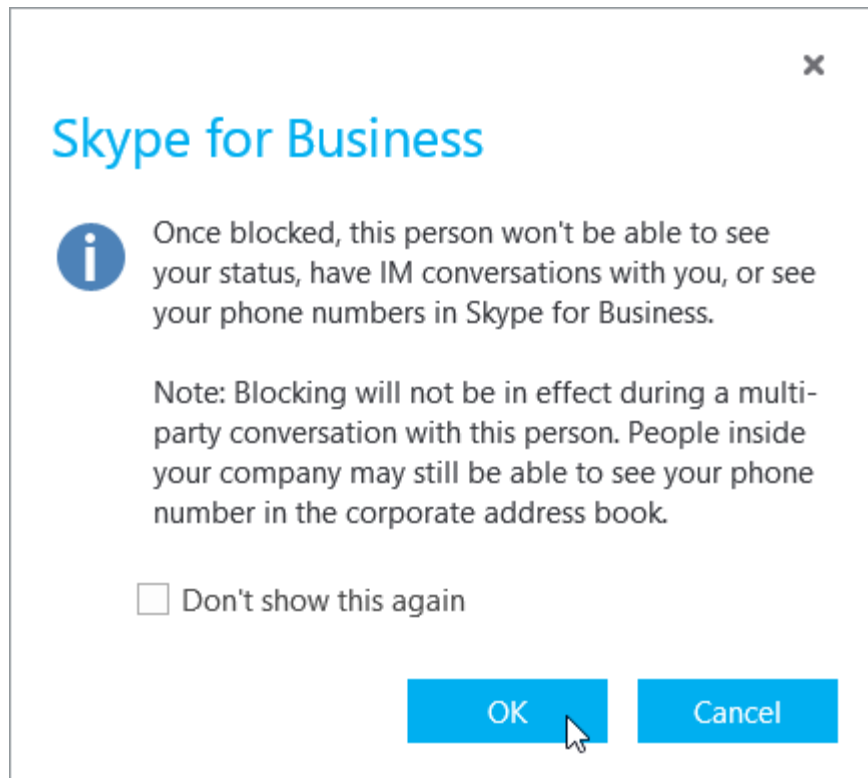 Skype for Business
Once blocked, this person won't be able to see
your status, have IM conversations with you, or see
your phone numbers in Skype for Business.
Note: Blocking will not be in effect during a multi-
party conversation with this person. People inside
your company may still be able to see your phone
number in the corporate address book.
Don't show this again
OK
Cancel